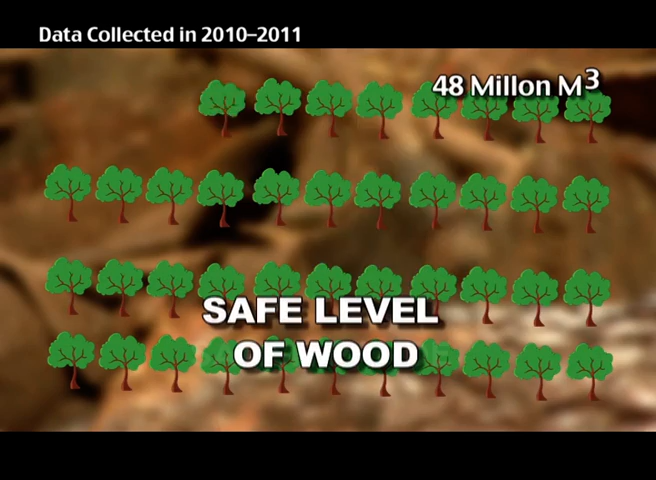 Data Collected in 2010–2011
48 Millon M³
SAFE LEVEL
OF WOOD